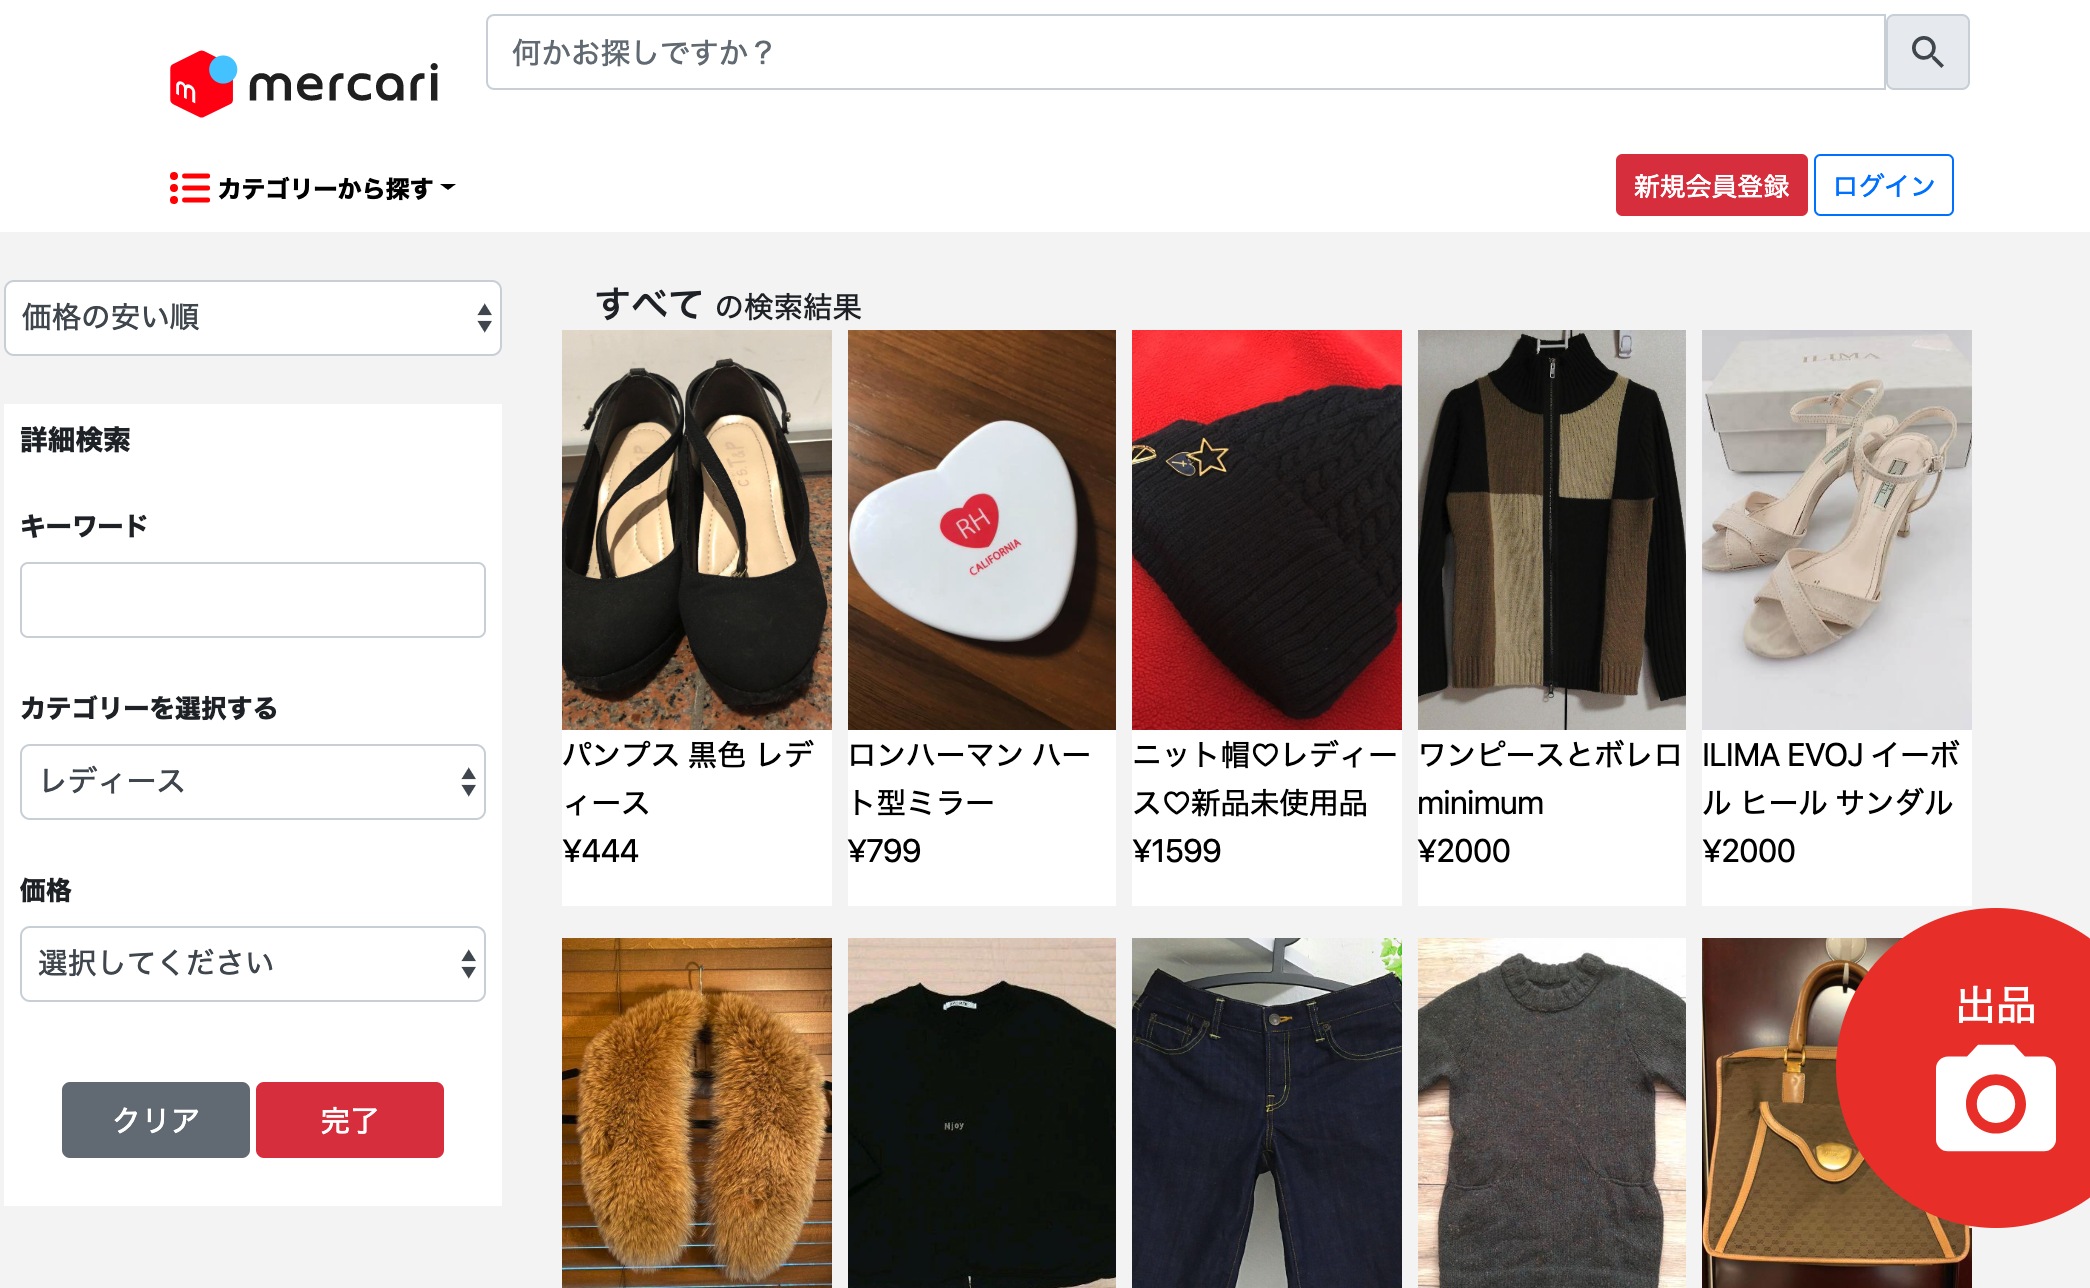 何かお探しですか？
mercari
カテゴリーから探す
新規会員登録
ログイン
価格の安い順
すべて の検索結果
詳細検索
キーワード
カテゴリーを選択する
レディース
価格
選択してください
クリア
完了
RH
CALIFORNIA
ILIMA
パンプス 黒色 レデ
ィース
¥444
ロンハーマン ハー
ト型ミラー
¥799
ニット帽♡レディー
ス♡新品未使用品
¥1599
ワンピースとボレロ
minimum
¥2000
ILIMA EVOJ イーボ
ル ヒール サンダル
¥2000
Njoy
出品